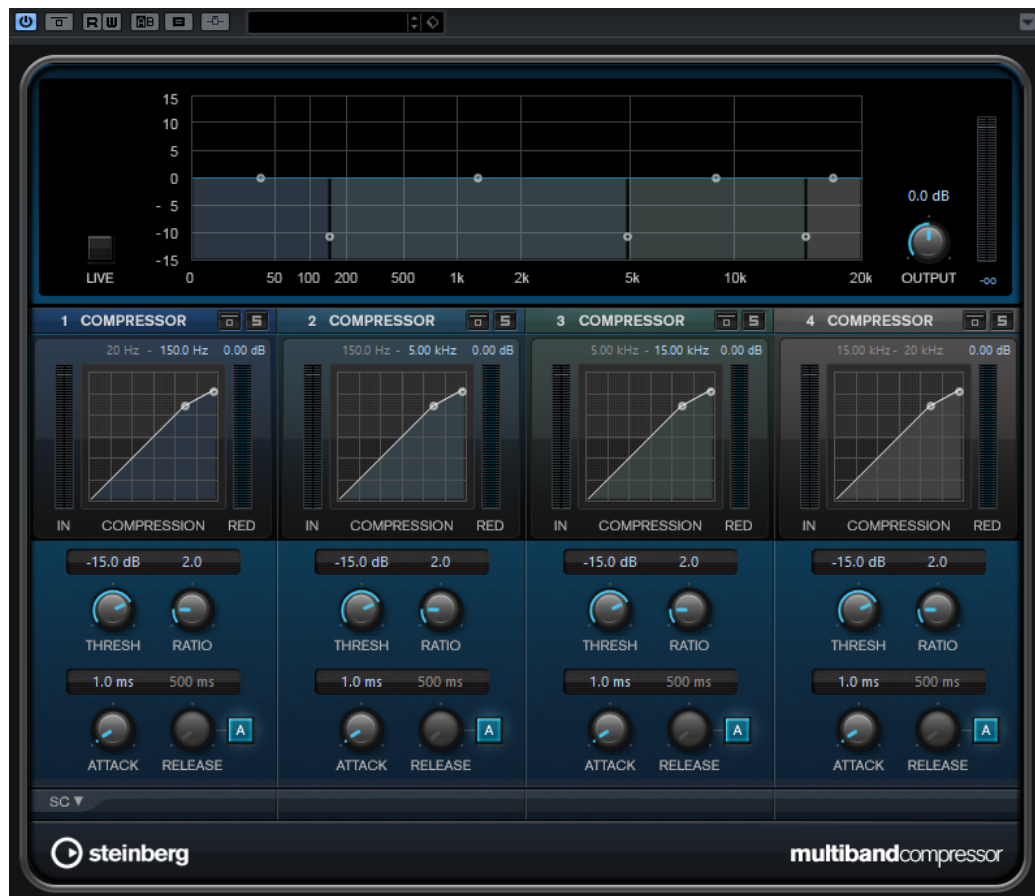 R W AB
15
10
5
0
- 5
-10
-15
0 50 100 200 500 1k 2k 5k 10k 20k
LIVE
0.0 dB
OUTPUT
-oo
1 COMPRESSOR S 2 COMPRESSOR S 3 COMPRESSOR S 4 COMPRESSOR S
20 Hz - 150.0 Hz 0.00 dB 150.0 Hz - 5.00 kHz 0.00 dB 5.00 kHz - 15.00 kHz 0.00 dB 15.00 kHz - 20 kHz 0.00 dB
IN COMPRESSION RED IN COMPRESSION RED IN COMPRESSION RED IN COMPRESSION RED
-15.0 dB 2.0 -15.0 dB 2.0 -15.0 dB 2.0 -15.0 dB 2.0
THRESH RATIO THRESH RATIO THRESH RATIO THRESH RATIO
1.0 ms 500 ms 1.0 ms 500 ms 1.0 ms 500 ms 1.0 ms 500 ms
A A A A
ATTACK RELEASE ATTACK RELEASE ATTACK RELEASE ATTACK RELEASE
SC ▼
steinberg multibandcompressor